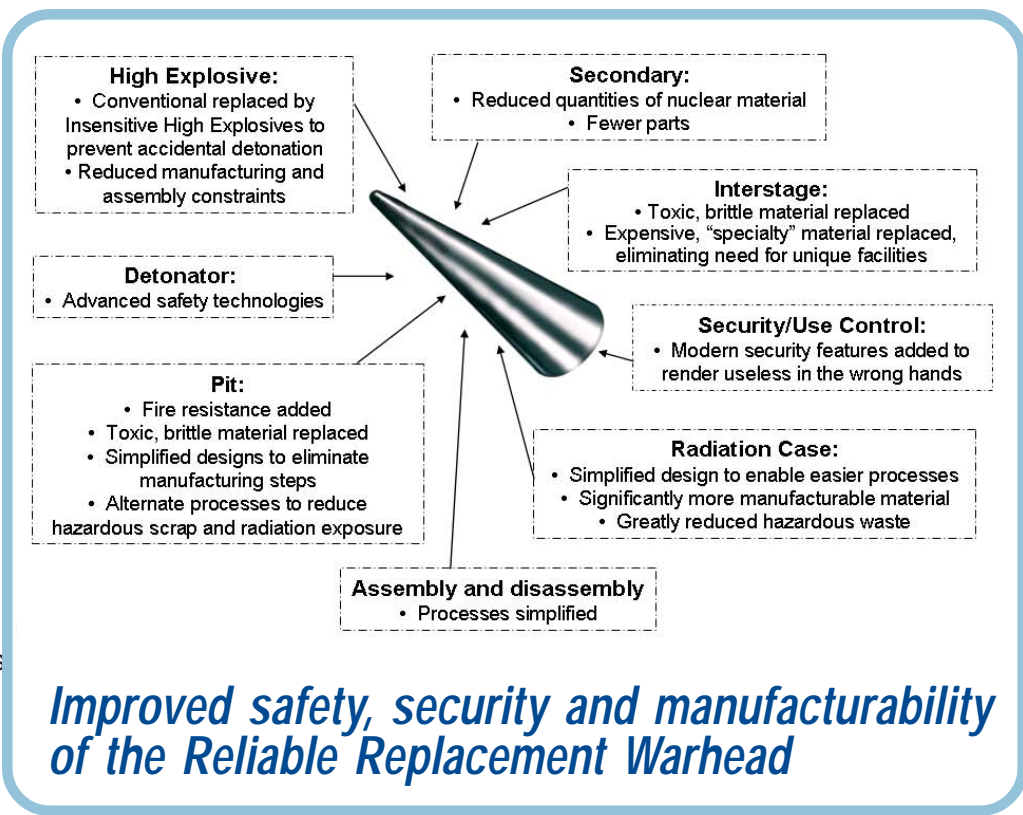 High Explosive:
• Conventional replaced by
Insensitive High Explosives to
prevent accidental detonation
• Reduced manufacturing and
assembly constraints
Secondary:
• Reduced quantities of nuclear material
• Fewer parts
Interstage:
• Toxic, brittle material replaced
• Expensive, “specialty” material replaced,
eliminating need for unique facilities
Detonator:
• Advanced safety technologies
Security/Use Control:
• Modern security features added to
render useless in the wrong hands
Pit:
• Fire resistance added
• Toxic, brittle material replaced
• Simplified designs to eliminate
manufacturing steps
• Alternate processes to reduce
hazardous scrap and radiation exposure
Radiation Case:
• Simplified design to enable easier processes
• Significantly more manufacturable material
• Greatly reduced hazardous waste
Assembly and disassembly
• Processes simplified
Improved safety, security and manufacturability
of the Reliable Replacement Warhead